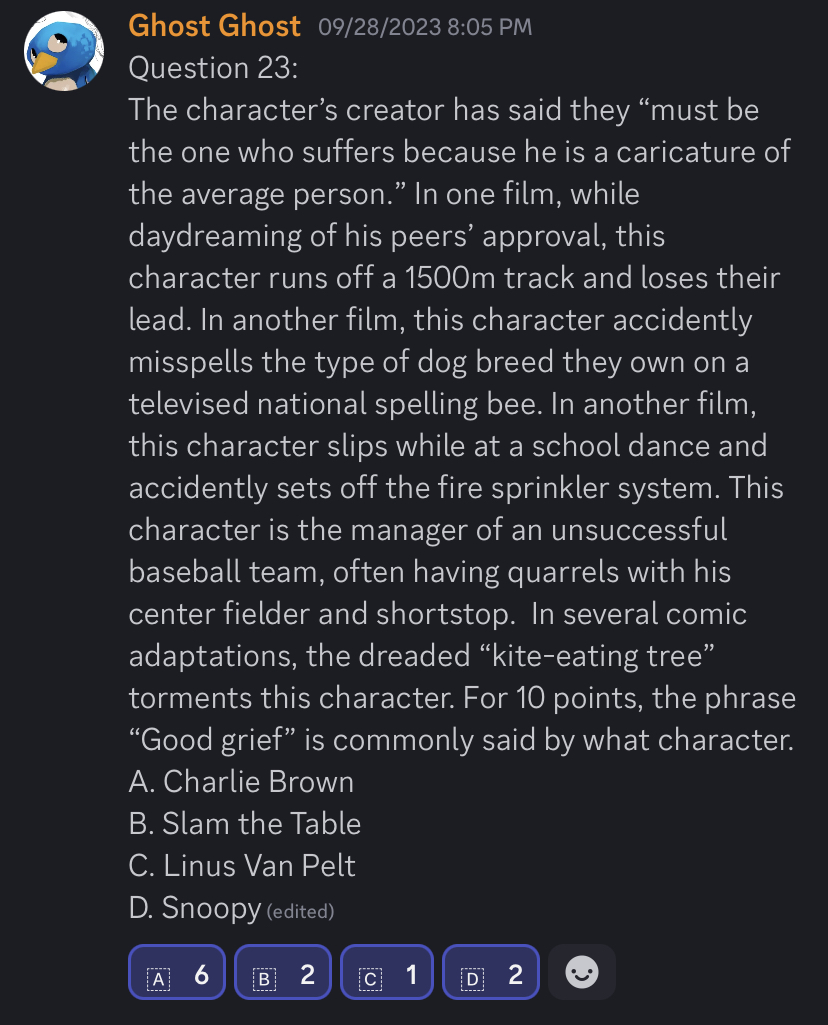 Ghost Ghost 09/28/2023 8:05 PM
Question 23:
The character’s creator has said they “must be
the one who suffers because he is a caricature of
the average person.” In one film, while
daydreaming of his peers’ approval, this
character runs off a 1500m track and loses their
lead. In another film, this character accidently
misspells the type of dog breed they own on a
televised national spelling bee. In another film,
this character slips while at a school dance and
accidently sets off the fire sprinkler system. This
character is the manager of an unsuccessful
baseball team, often having quarrels with his
center fielder and shortstop.  In several comic
adaptations, the dreaded “kite-eating tree”
torments this character. For 10 points, the phrase
“Good grief” is commonly said by what character.
A. Charlie Brown
B. Slam the Table
C. Linus Van Pelt
D. Snoopy (edited)
A 6 B 2 C 1 D 2